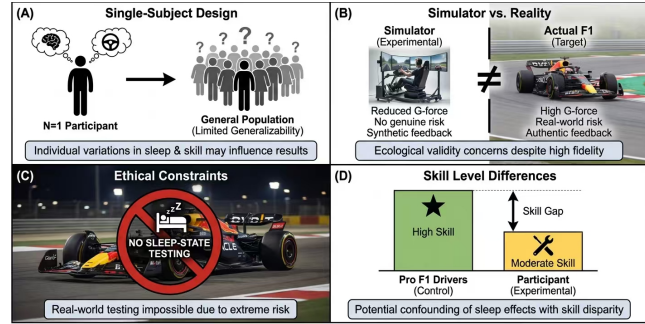 (A) Single-Subject Design
? ? ? ? ? ? ?
N=1 Participant
General Population
(Limited Generalizability)
Individual variations in sleep & skill may influence results
(B) Simulator vs. Reality
Simulator
(Experimental)
Actual F1
(Target)
≠
Reduced G-force
No genuine risk
Synthetic feedback
High G-force
Real-world risk
Authentic feedback
Ecological validity concerns despite high fidelity
(C) Ethical Constraints
zzZ
NO SLEEP-STATE
TESTING
Real-world testing impossible due to extreme risk
(D) Skill Level Differences
High Skill
Skill Gap
Moderate Skill
Pro F1 Drivers
(Control)
Participant
(Experimental)
Potential confounding of sleep effects with skill disparity